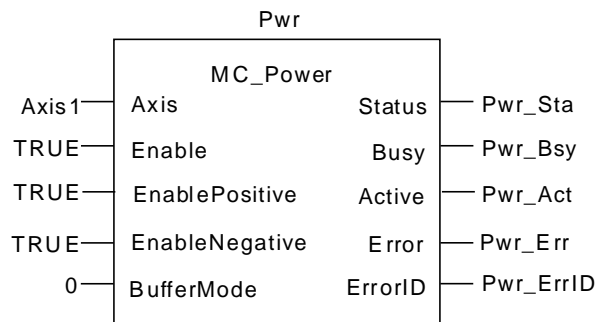 Pwr
MC_Power
Axis1 Axis Status Pwr_Sta
TRUE Enable Busy Pwr_Bsy
TRUE EnablePositive Active Pwr_Act
TRUE EnableNegative Error Pwr_Err
0 BufferMode ErrorID Pwr_ErrID